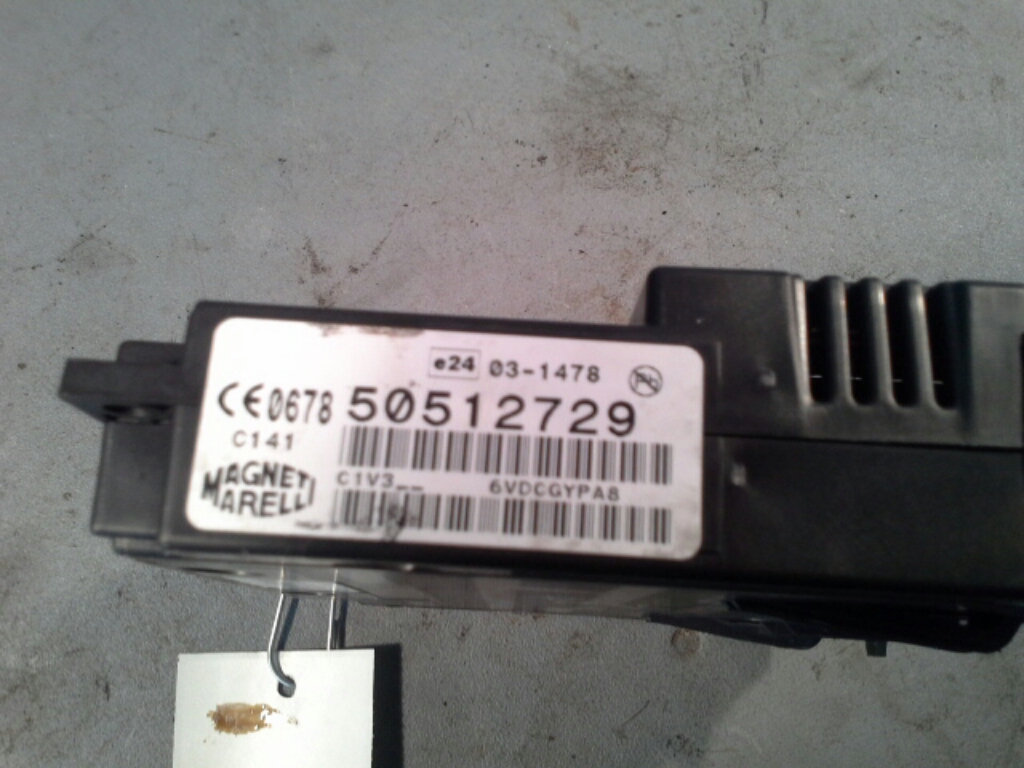 e24 03-1478
CE0678 50512729
C141
C1V3__ 6VDCGYPA8
MAGNETI
MARELLI